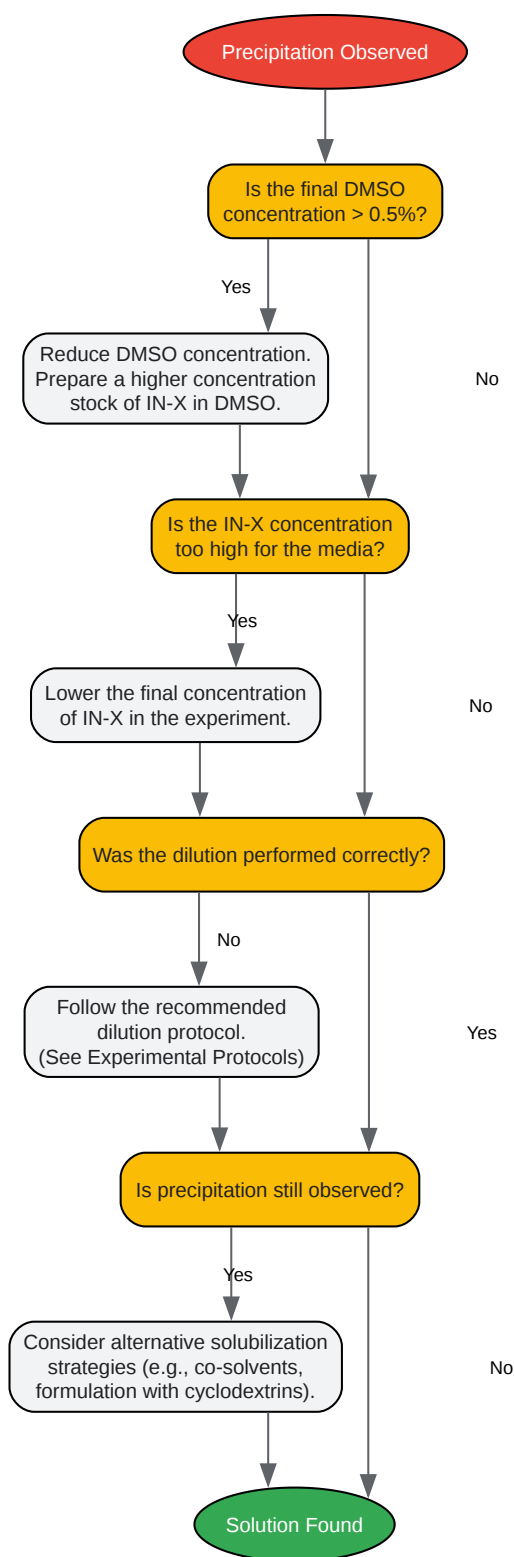 Precipitation Observed
Is the final DMSO
concentration > 0.5%?
Yes
Reduce DMSO concentration.
Prepare a higher concentration
stock of IN-X in DMSO.
No
Is the IN-X concentration
too high for the media?
Yes
Lower the final concentration
of IN-X in the experiment.
No
Was the dilution performed correctly?
No
Follow the recommended
dilution protocol.
(See Experimental Protocols)
Yes
Is precipitation still observed?
Yes
Consider alternative solubilization
strategies (e.g., co-solvents,
formulation with cyclodextrins).
No
Solution Found